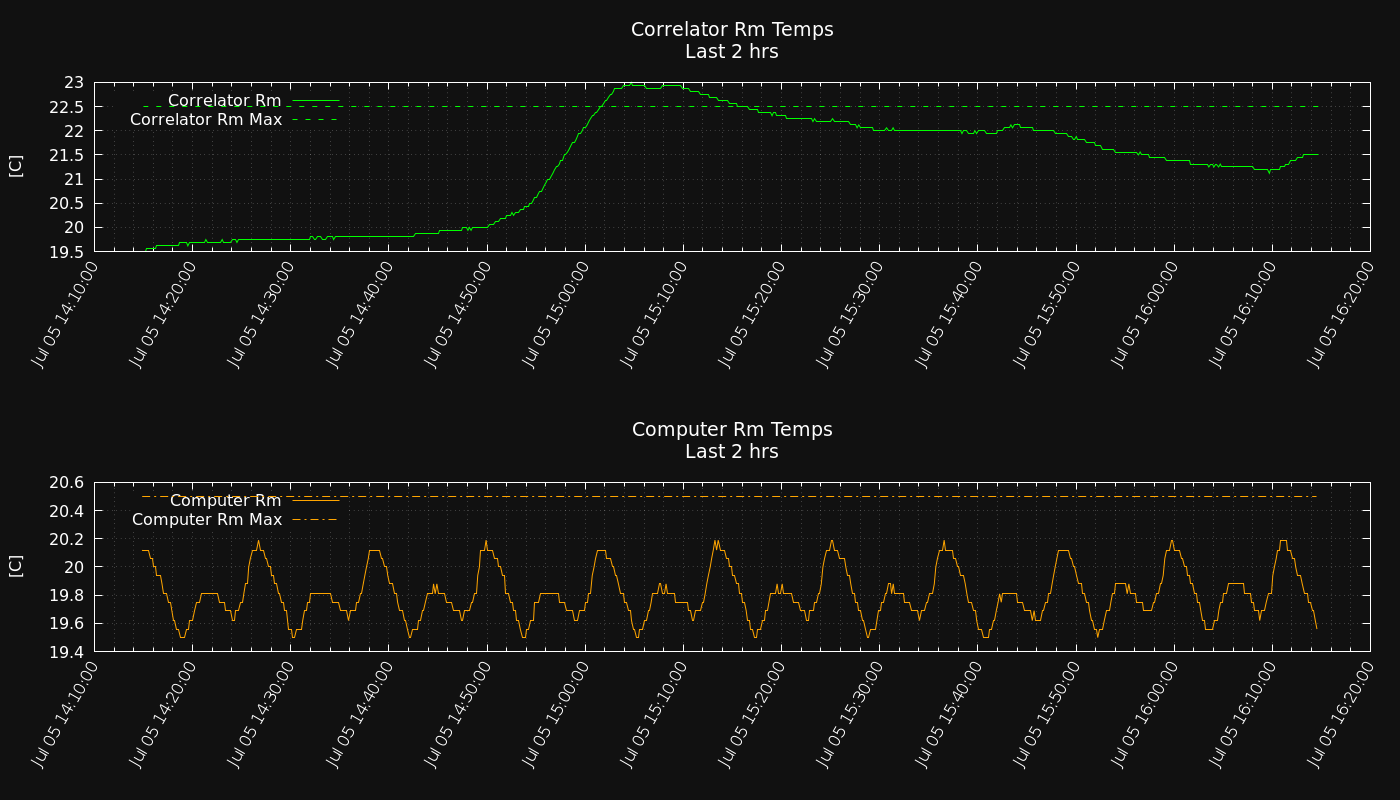 Correlator Rm Temps
Last 2 hrs
Correlator Rm
Correlator Rm Max
[C]
23
22.5
22
21.5
21
20.5
20
19.5
Jul 05 14:10:00
Jul 05 14:20:00
Jul 05 14:30:00
Jul 05 14:40:00
Jul 05 14:50:00
Jul 05 15:00:00
Jul 05 15:10:00
Jul 05 15:20:00
Jul 05 15:30:00
Jul 05 15:40:00
Jul 05 15:50:00
Jul 05 16:00:00
Jul 05 16:10:00
Jul 05 16:20:00
Computer Rm Temps
Last 2 hrs
Computer Rm
Computer Rm Max
[C]
20.6
20.4
20.2
20
19.8
19.6
19.4
Jul 05 14:10:00
Jul 05 14:20:00
Jul 05 14:30:00
Jul 05 14:40:00
Jul 05 14:50:00
Jul 05 15:00:00
Jul 05 15:10:00
Jul 05 15:20:00
Jul 05 15:30:00
Jul 05 15:40:00
Jul 05 15:50:00
Jul 05 16:00:00
Jul 05 16:10:00
Jul 05 16:20:00